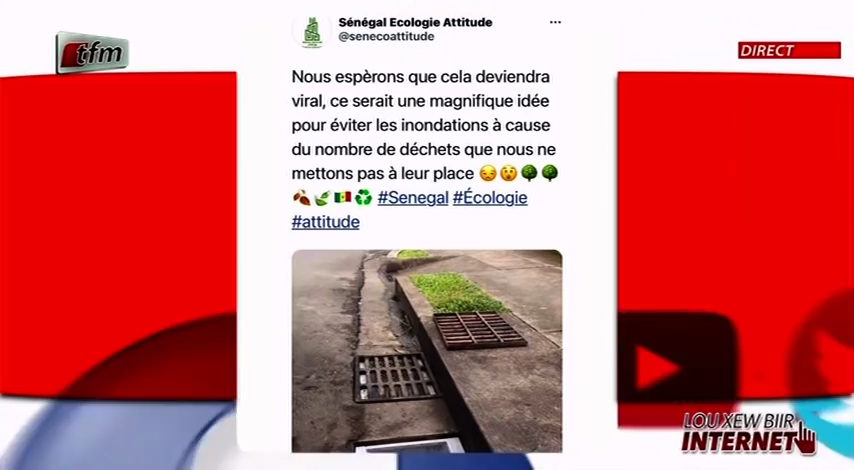 Sénégal Ecologie Attitude
@senecoattitude
tfm
DIRECT
Nous espèrons que cela deviendra
viral, ce serait une magnifique idée
pour éviter les inondations à cause
du nombre de déchets que nous ne
mettons pas à leur place 😔😲🌳🌳
🍂🍃🇸🇳♻️ #Senegal #Écologie
#attitude
LOU XEW BIIR
INTERNET